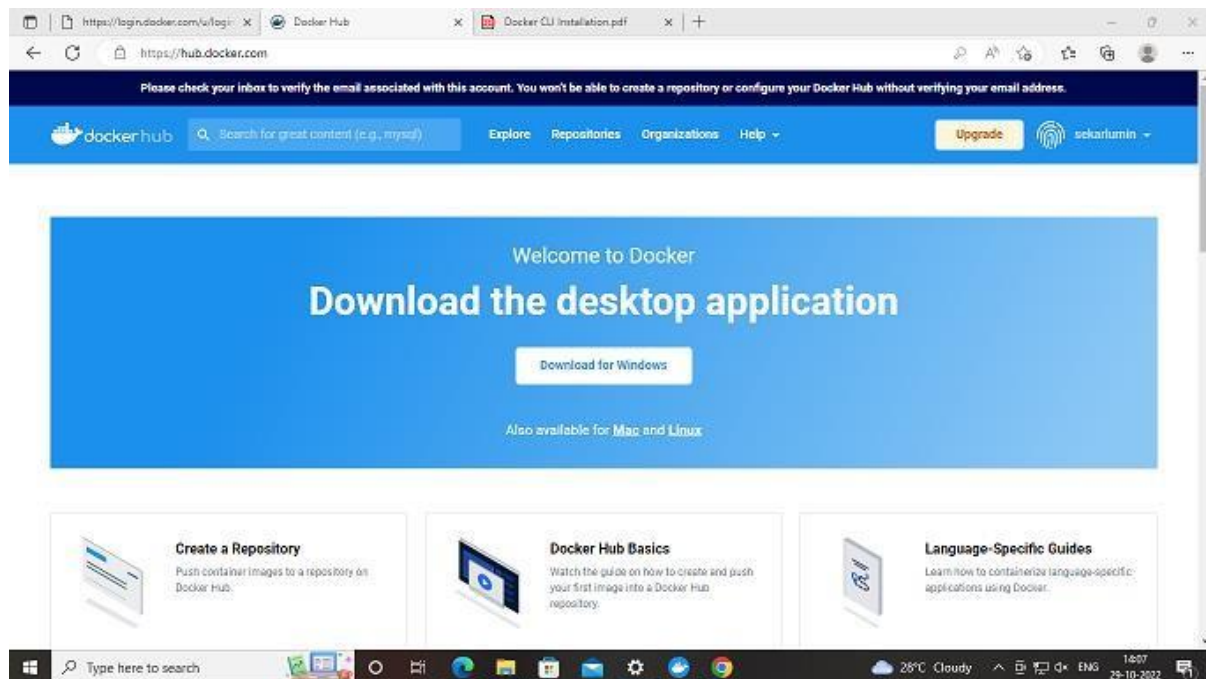 https://login.docker.com/u/login
Docker Hub
Docker CLI Installation.pdf
https://hub.docker.com
Please check your inbox to verify the email associated with this account. You won't be able to create a repository or configure your Docker Hub without verifying your email address.
dockerhub
Search for great content (e.g., mysql)
Explore
Repositories
Organizations
Help
Upgrade
sekarlumin
Welcome to Docker
Download the desktop application
Download for Windows
Also available for Mac and Linux
Create a Repository
Push container images to a repository on
Docker Hub.
Docker Hub Basics
Watch the guide on how to create and push
your first image into a Docker Hub
repository.
Language-Specific Guides
Learn how to containerize language-specific
applications using Docker.
Type here to search
28°C Cloudy
ENG
14:07
29-10-2022